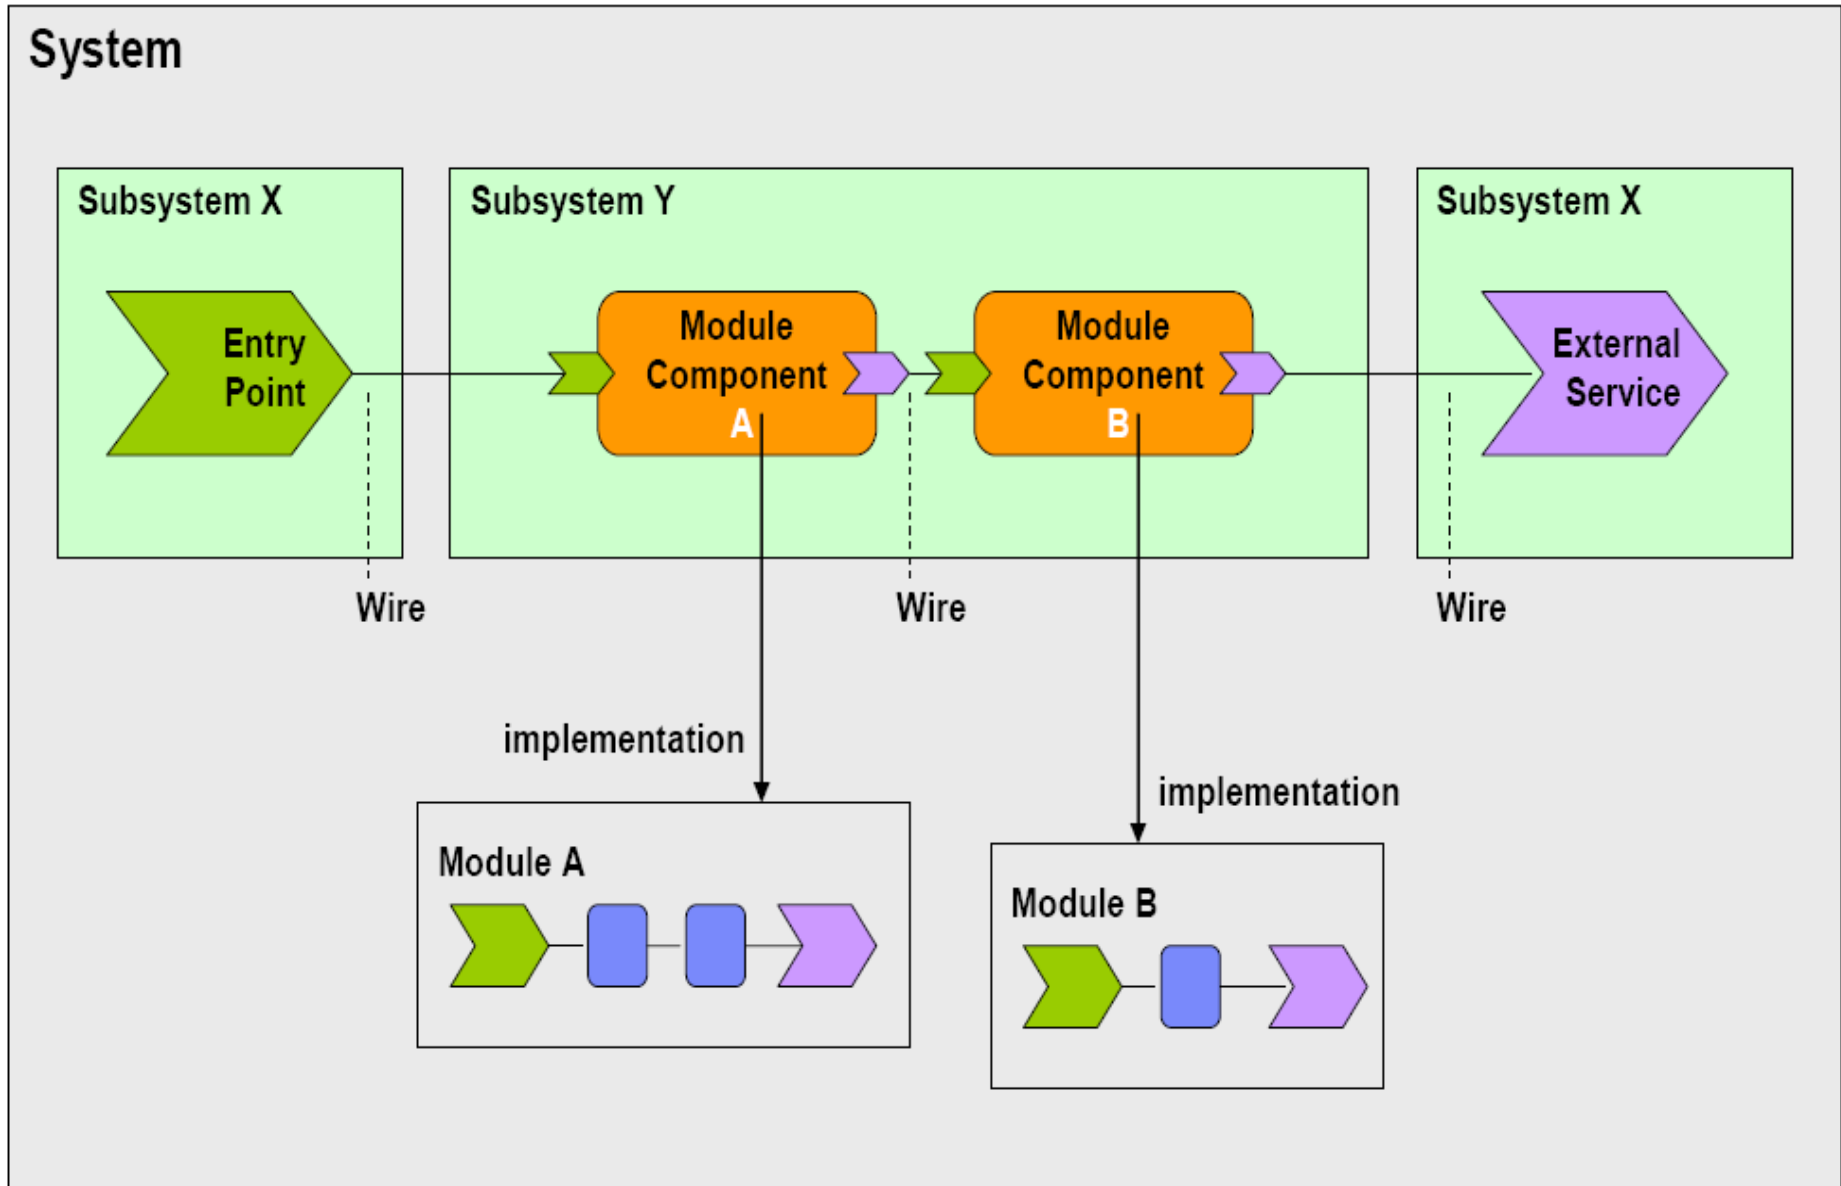 System
Subsystem X
Subsystem Y
Subsystem X
Entry
Point
Module
Component
A
Module
Component
B
External
Service
Wire
Wire
Wire
implementation
implementation
Module A
Module B